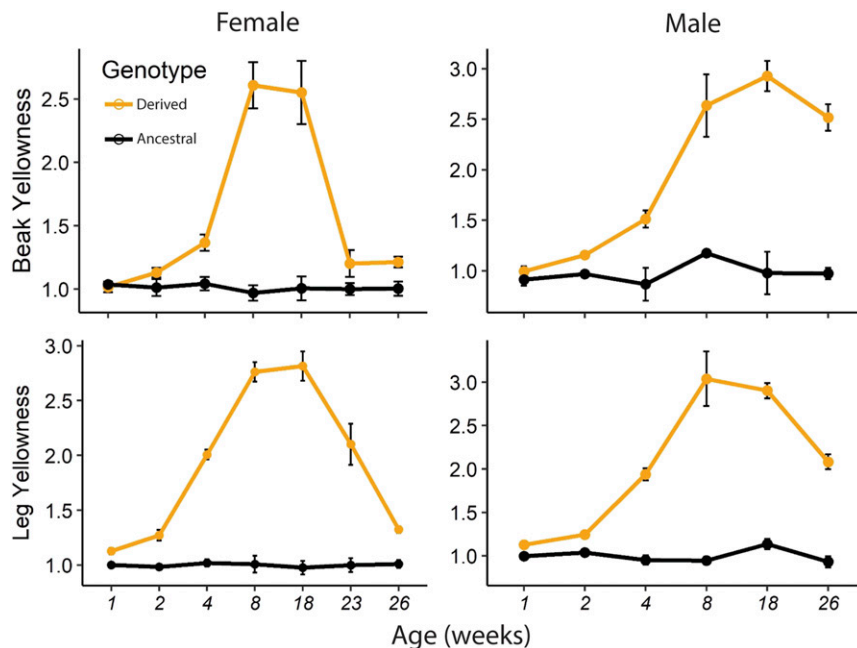 Female
Male
Genotype
Derived
Ancestral
Beak Yellowness
2.5
2.0
1.5
1.0
3.0
2.5
2.0
1.5
1.0
Leg Yellowness
3.0
2.5
2.0
1.5
1.0
3.0
2.5
2.0
1.5
1.0
1 2 4 8 18 23 26
1 2 4 8 18 26
Age (weeks)